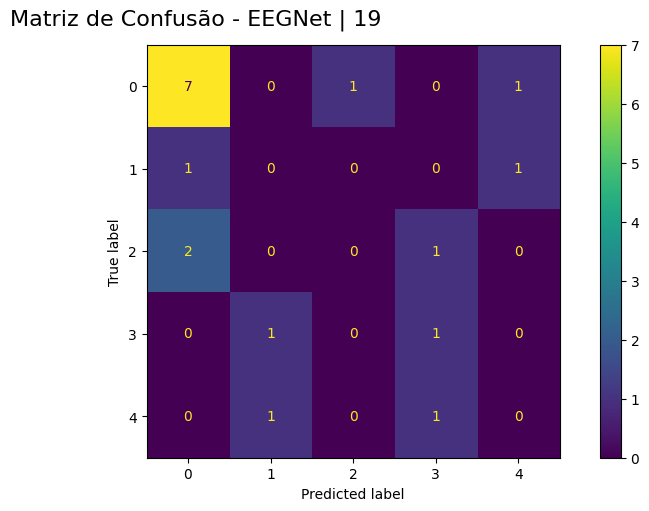 Matriz de Confusão - EEGNet | 19
0 7 0 1 0 1
1 1 0 0 0 1
2 2 0 0 1 0
3 0 1 0 1 0
4 0 1 0 1 0
0 1 2 3 4
True label
Predicted label
7
6
5
4
3
2
1
0